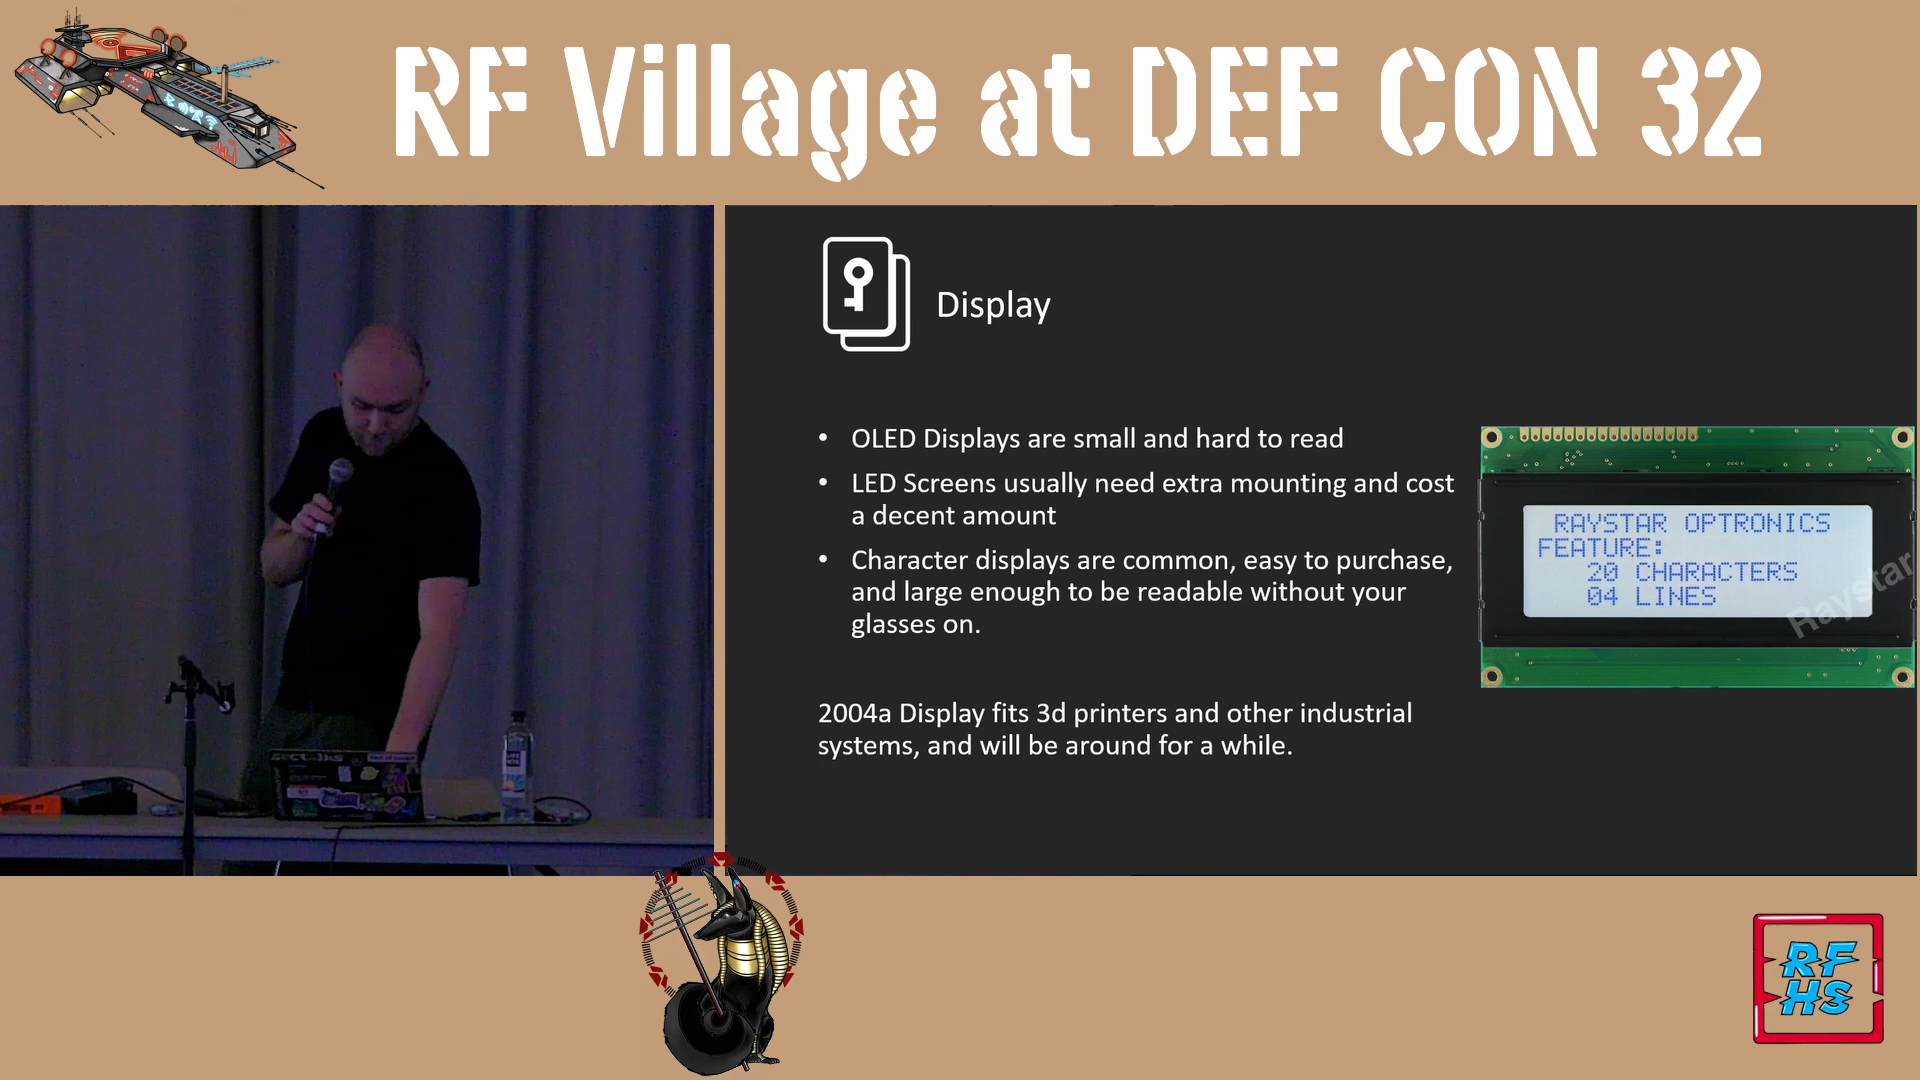 RF Village at DEF CON 32
Display
• OLED Displays are small and hard to read
• LED Screens usually need extra mounting and cost
a decent amount
• Character displays are common, easy to purchase,
and large enough to be readable without your
glasses on.
2004a Display fits 3d printers and other industrial
systems, and will be around for a while.
RAYSTAR OPTRONICS
FEATURE:
20 CHARACTERS
04 LINES
Raystar
RF
HS